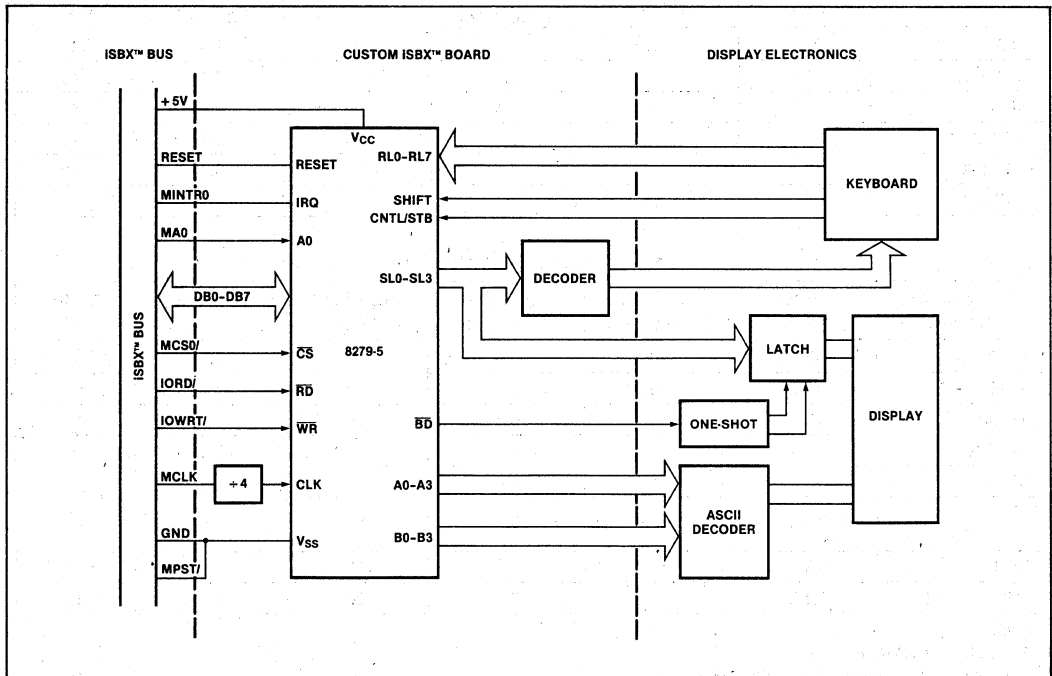 iSBX™ BUS
CUSTOM iSBX™ BOARD
DISPLAY ELECTRONICS
+5V
VCC
RESET
RESET
RL0–RL7
KEYBOARD
MINTR0
IRQ
SHIFT
CNTL/STB
MA0
A0
SL0–SL3
DECODER
DB0–DB7
iSBX™ BUS
MCS0/
CS
8279-5
LATCH
IORD/
RD
DISPLAY
IOWRT/
WR
BD
ONE-SHOT
MCLK
÷4
CLK
A0–A3
ASCII
DECODER
GND
VSS
B0–B3
MPST/